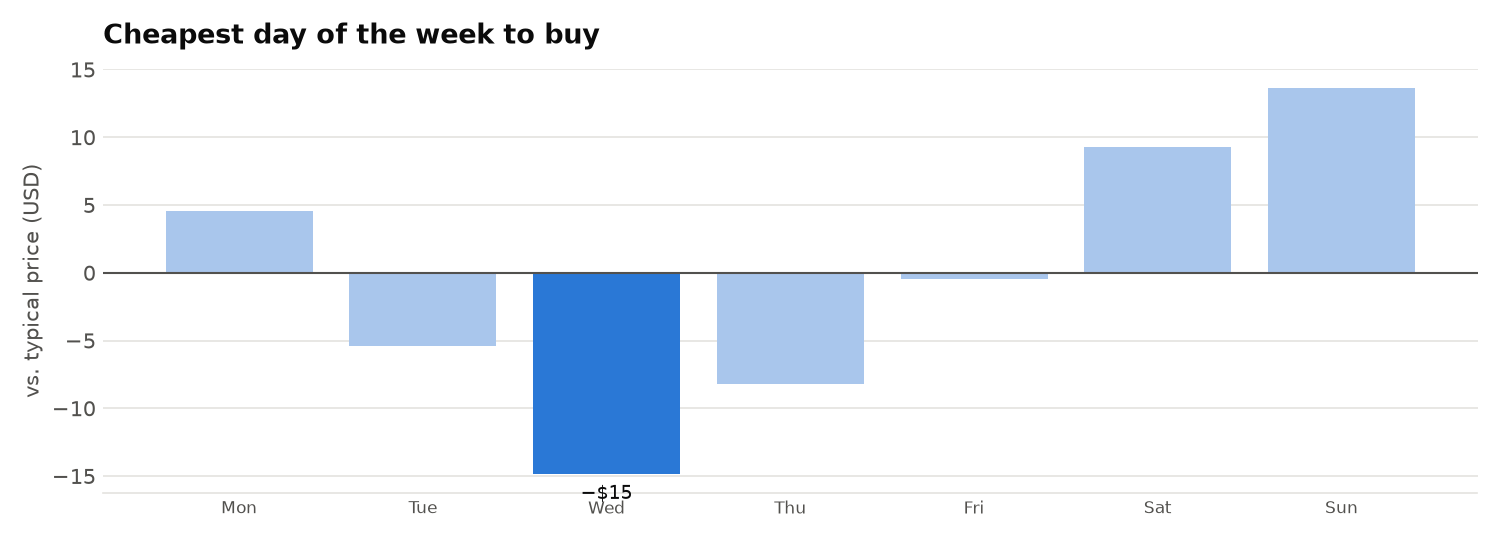 Cheapest day of the week to buy
vs. typical price (USD)
15
10
5
0
−5
−10
−15
−$15
Mon Tue Wed Thu Fri Sat Sun